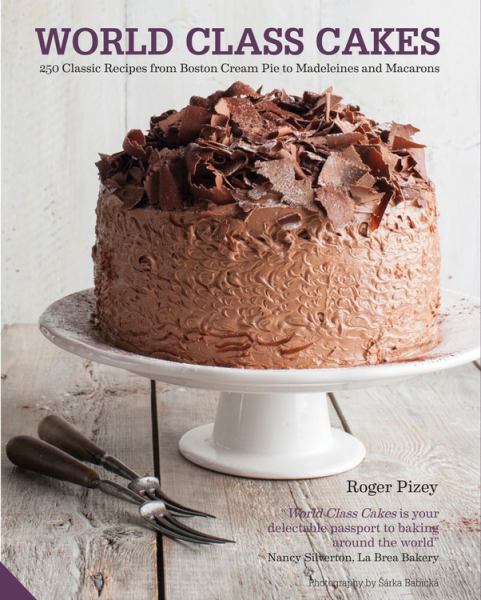 WORLD CLASS CAKES
250 Classic Recipes from Boston Cream Pie to Madeleines and Macarons
Roger Pizey
"World Class Cakes is your
delectable passport to baking
around the world"
Nancy Silverton, La Brea Bakery
Photography by Šárka Babická